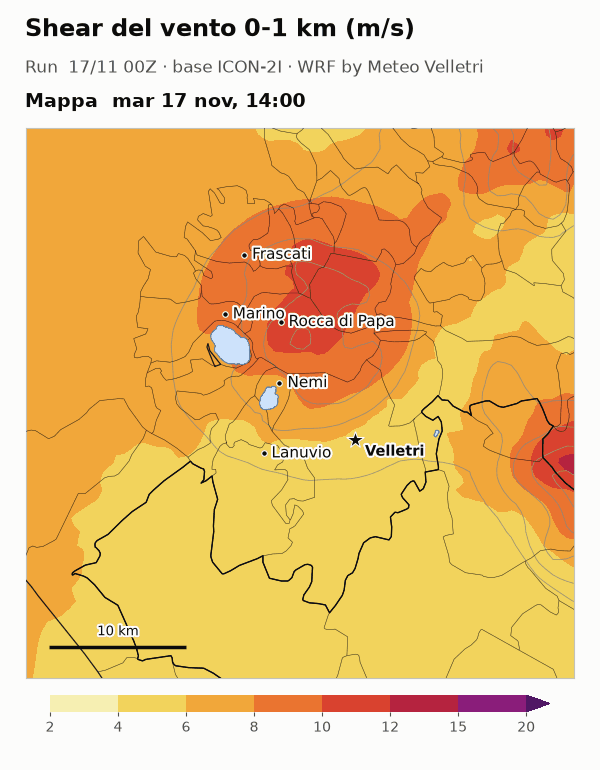 Shear del vento 0-1 km (m/s)
Run 17/11 00Z · base ICON-2I · WRF by Meteo Velletri
Mappa mar 17 nov, 14:00
Frascati
Marino
Rocca di Papa
Nemi
Velletri
Lanuvio
10 km
2 4 6 8 10 12 15 20